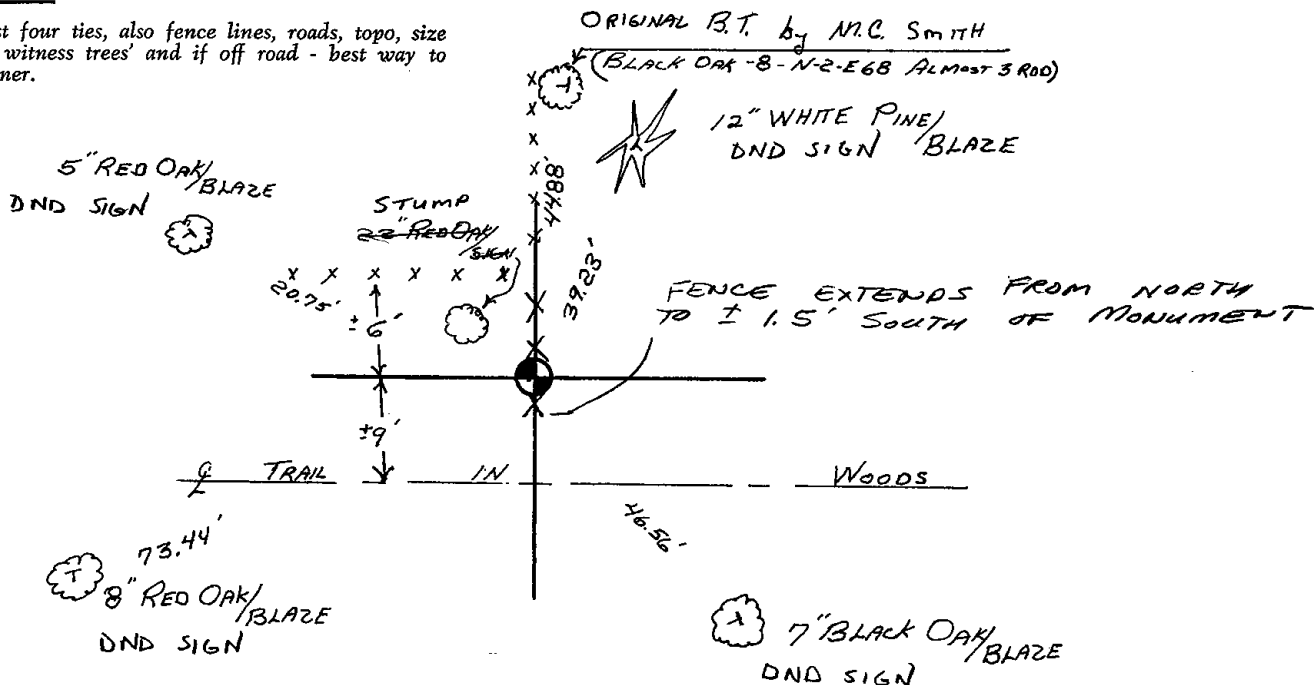 st four ties, also fence lines, roads, topo, size
witness trees' and if off road - best way to
ner.
ORIGINAL B.T. by M.C. SMITH
(BLACK OAK -8-N-2-E68 ALMOST 3 ROD)
12" WHITE PINE/
DND SIGN / BLAZE
5" RED OAK/
BLAZE
DND SIGN
STUMP
22" RED OAK/
SIGN
44.88'
39.23'
20.75'
±6'
FENCE EXTENDS FROM NORTH
TO ± 1.5' SOUTH OF MONUMENT
±9'
℄ TRAIL IN WOODS
46.56'
73.44'
8" RED OAK/
BLAZE
DND SIGN
7" BLACK OAK/
BLAZE
DND SIGN